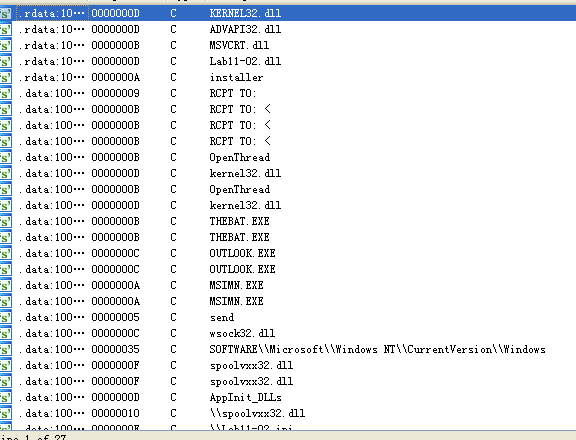 's' .rdata:10… 0000000D C KERNEL32.dll
's' .rdata:10… 0000000D C ADVAPI32.dll
's' .rdata:10… 0000000B C MSVCRT.dll
's' .rdata:10… 0000000D C Lab11-02.dll
's' .rdata:10… 0000000A C installer
's' .data:100… 00000009 C RCPT TO:
's' .data:100… 0000000B C RCPT TO: <
's' .data:100… 0000000B C RCPT TO: <
's' .data:100… 0000000B C RCPT TO: <
's' .data:100… 0000000B C OpenThread
's' .data:100… 0000000D C kernel32.dll
's' .data:100… 0000000B C OpenThread
's' .data:100… 0000000D C kernel32.dll
's' .data:100… 0000000B C THEBAT.EXE
's' .data:100… 0000000B C THEBAT.EXE
's' .data:100… 0000000C C OUTLOOK.EXE
's' .data:100… 0000000C C OUTLOOK.EXE
's' .data:100… 0000000A C MSIMN.EXE
's' .data:100… 0000000A C MSIMN.EXE
's' .data:100… 00000005 C send
's' .data:100… 0000000C C wsock32.dll
's' .data:100… 00000035 C SOFTWARE\\Microsoft\\Windows NT\\CurrentVersion\\Windows
's' .data:100… 0000000F C spoolvxx32.dll
's' .data:100… 0000000F C spoolvxx32.dll
's' .data:100… 0000000D C AppInit_DLLs
's' .data:100… 00000010 C \\spoolvxx32.dll
's' .data:100… 0000000E C \\Lab11-02.ini
ine 1 of 27